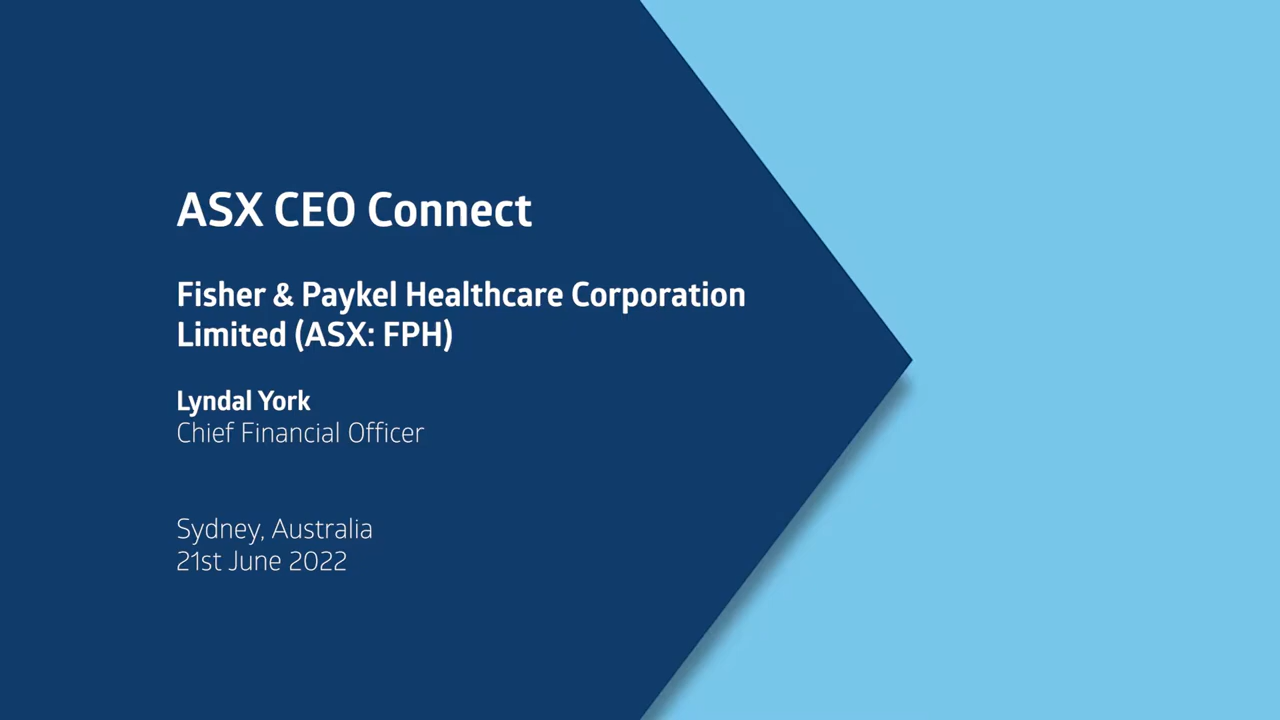 ASX CEO Connect
Fisher & Paykel Healthcare Corporation
Limited (ASX: FPH)
Lyndal York
Chief Financial Officer
Sydney, Australia
21st June 2022